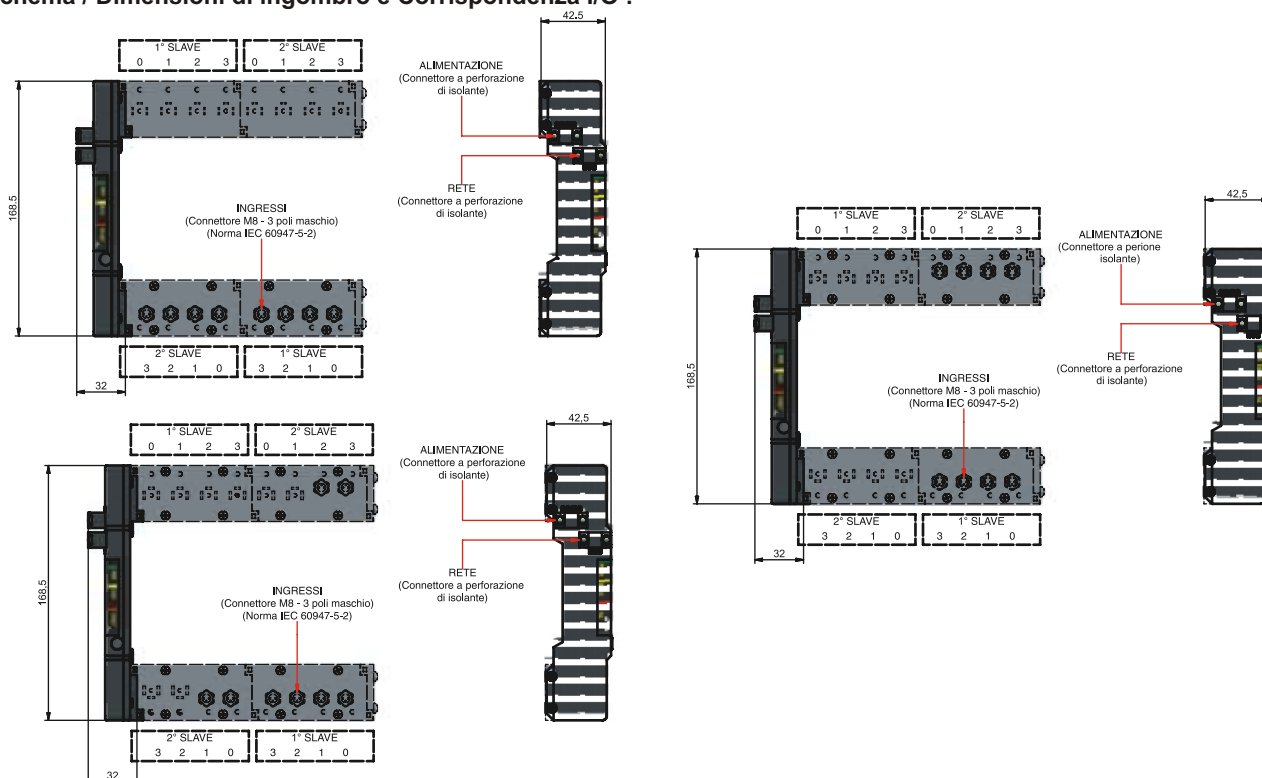 chema / Dimensioni di ingombro e Corrispondenza I/O :
42.5
1° SLAVE
0 1 2 3
2° SLAVE
0 1 2 3
ALIMENTAZIONE
(Connettore a perforazione
di isolante)
168,5
RETE
(Connettore a perforazione
di isolante)
INGRESSI
(Connettore M8 - 3 poli maschio)
(Norma IEC 60947-5-2)
2° SLAVE
3 2 1 0
1° SLAVE
3 2 1 0
32
42,5
1° SLAVE
0 1 2 3
2° SLAVE
0 1 2 3
ALIMENTAZIONE
(Connettore a perione
isolante)
168,5
RETE
(Connettore a perforazione
di isolante)
INGRESSI
(Connettore M8 - 3 poli maschio)
(Norma IEC 60947-5-2)
2° SLAVE
3 2 1 0
1° SLAVE
3 2 1 0
32
42,5
1° SLAVE
0 1 2 3
2° SLAVE
0 1 2 3
ALIMENTAZIONE
(Connettore a perforazione
di isolante)
168,5
RETE
(Connettore a perforazione
di isolante)
INGRESSI
(Connettore M8 - 3 poli maschio)
(Norma IEC 60947-5-2)
2° SLAVE
3 2 1 0
1° SLAVE
3 2 1 0
32